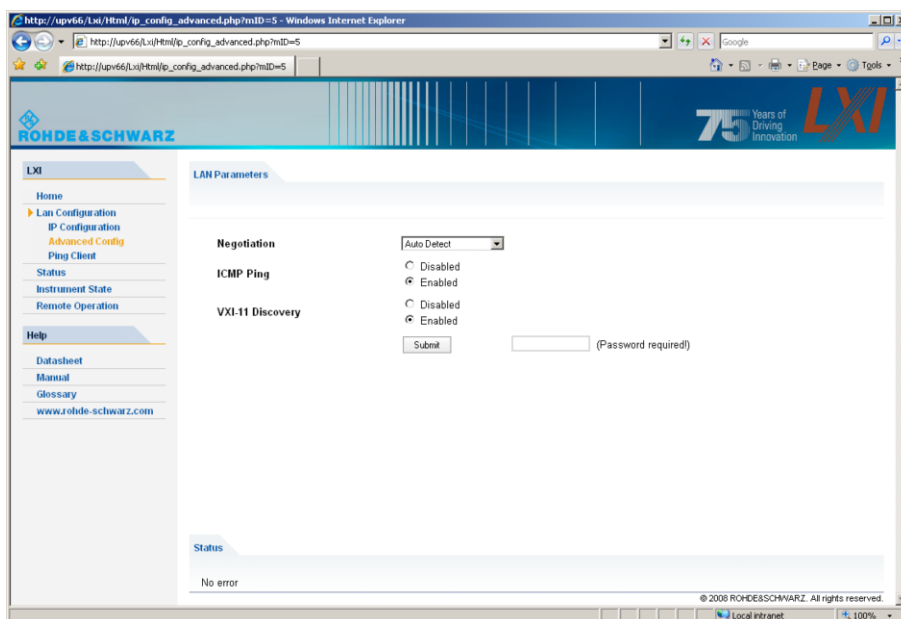 http://upv66/Lxi/Html/ip_config_advanced.php?mID=5 - Windows Internet Explorer
http://upv66/Lxi/Html/ip_config_advanced.php?mID=5
Google
http://upv66/Lxi/Html/ip_config_advanced.php?mID=5
Page
Tools
ROHDE&SCHWARZ
75 Years of Driving Innovation
LXI
LXI
Home
Lan Configuration
IP Configuration
Advanced Config
Ping Client
Status
Instrument State
Remote Operation
Help
Datasheet
Manual
Glossary
www.rohde-schwarz.com
LAN Parameters
Negotiation
Auto Detect
ICMP Ping
Disabled
Enabled
VXI-11 Discovery
Disabled
Enabled
Submit
(Password required!)
Status
No error
© 2008 ROHDE&SCHWARZ. All rights reserved.
Local intranet
100%